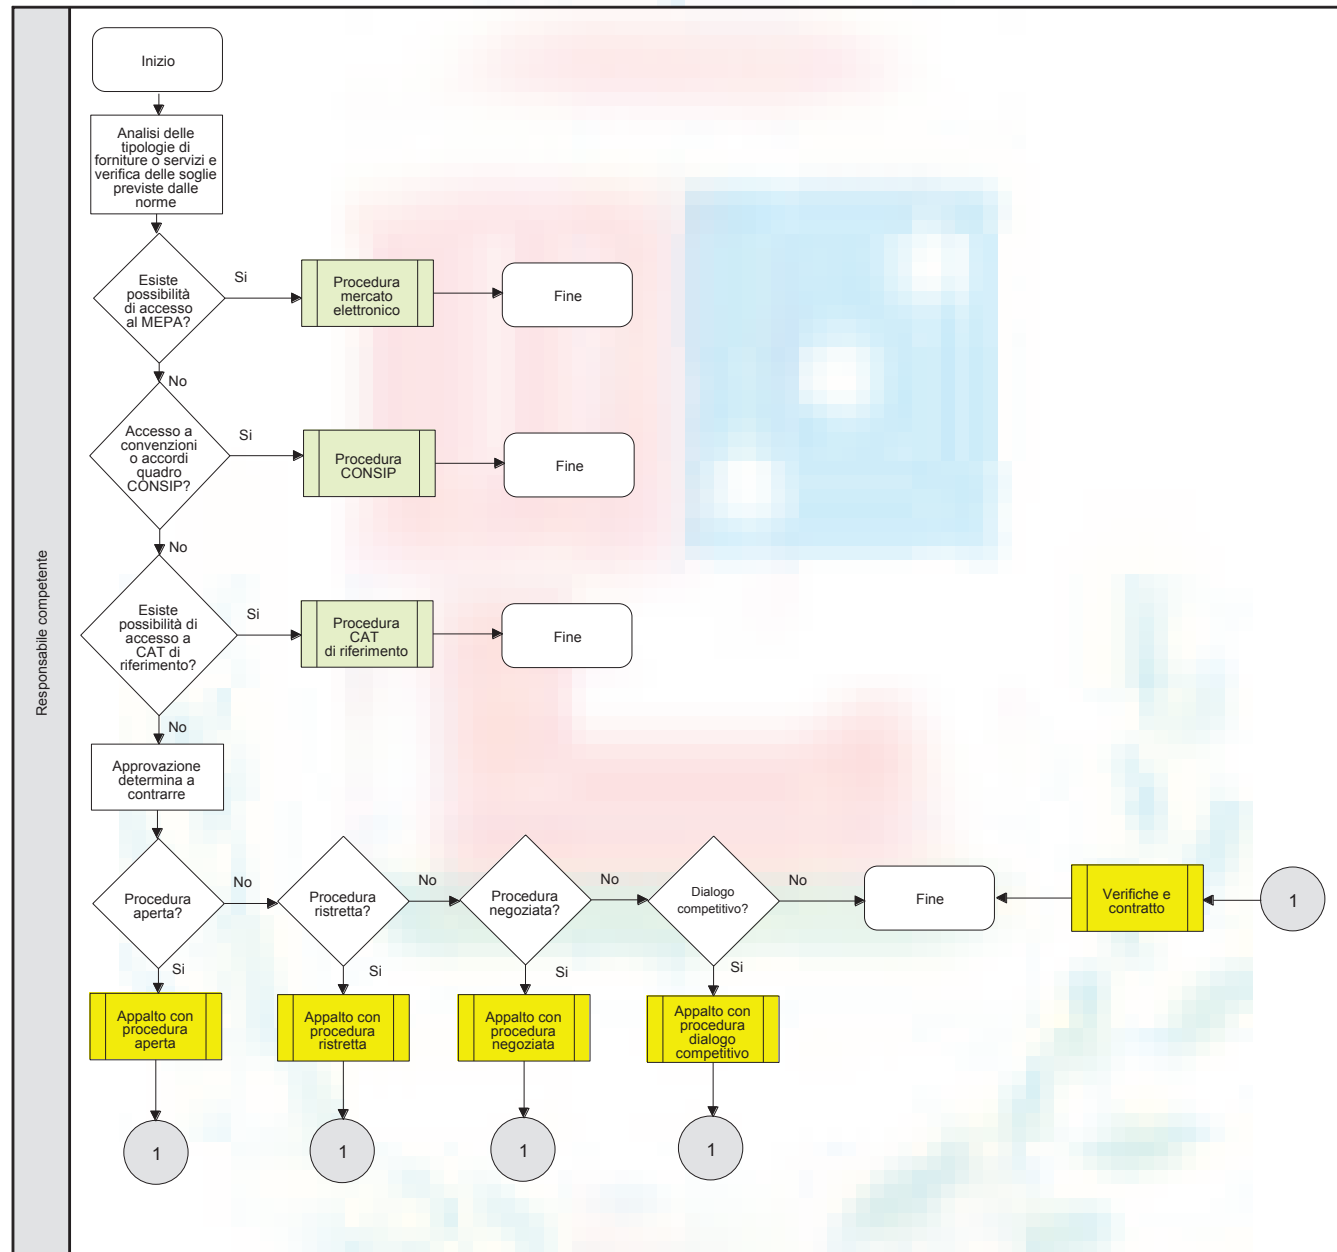 Responsabile competente
Inizio
Analisi delle
tipologie di
forniture o servizi e
verifica delle soglie
previste dalle
norme
Esiste
possibilità
di accesso
al MEPA?
Si
Procedura
mercato
elettronico
Fine
No
Accesso a
convenzioni
o accordi
quadro
CONSIP?
Si
Procedura
CONSIP
Fine
No
Esiste
possibilità di
accesso a
CAT di
riferimento?
Si
Procedura
CAT
di riferimento
Fine
No
Approvazione
determina a
contrarre
Procedura
aperta?
No
Procedura
ristretta?
No
Procedura
negoziata?
No
Dialogo
competitivo?
No
Fine
Verifiche e
contratto
1
Si
Si
Si
Si
Appalto con
procedura
aperta
Appalto con
procedura
ristretta
Appalto con
procedura
negoziata
Appalto con
procedura
dialogo
competitivo
1
1
1
1